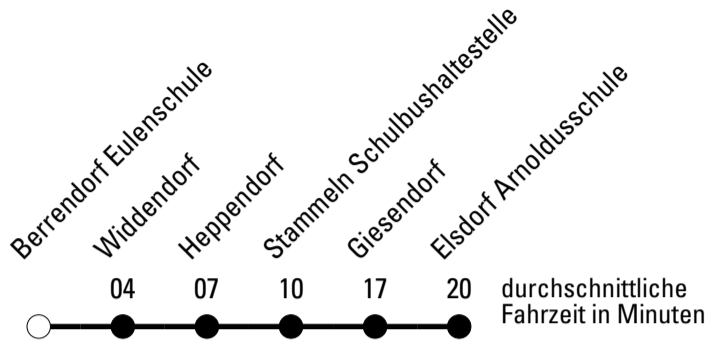 Berrendorf Eulenschule
Widdendorf
Heppendorf
Stammeln Schulbushaltestelle
Giesendorf
Elsdorf Arnoldusschule
04 07 10 17 20
durchschnittliche
Fahrzeit in Minuten